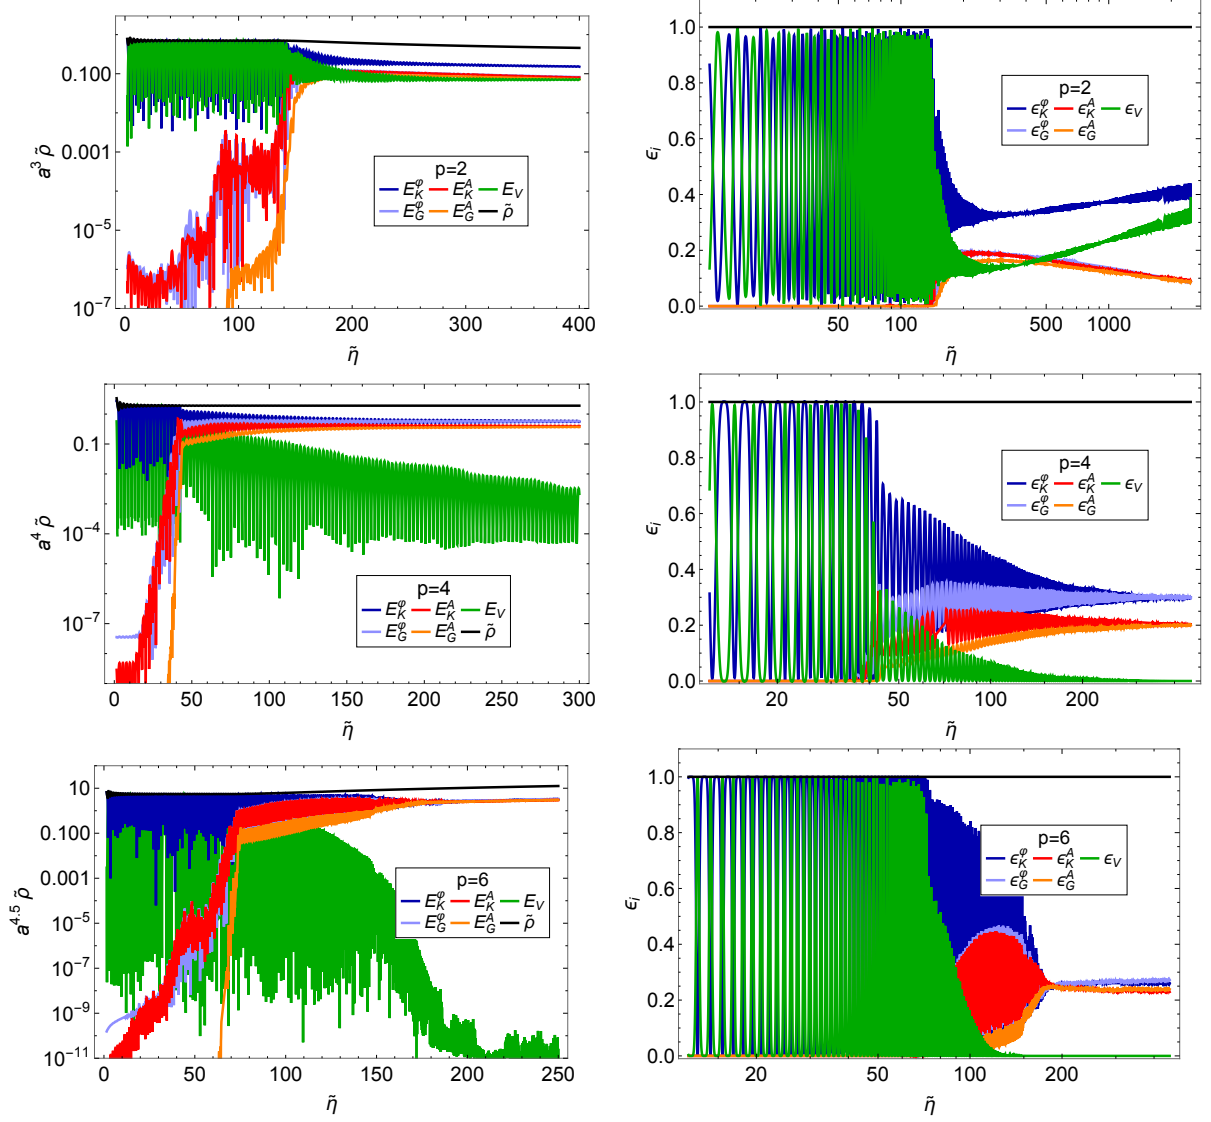 a³ ρ̃
0.100
0.001
10⁻⁵
10⁻⁷
p=2
E_K^φ E_K^A E_V
E_G^φ E_G^A ρ̃
0 100 200 300 400
η̃
ϵ_i
1.0
0.8
0.6
0.4
0.2
0.0
p=2
ϵ_K^φ ϵ_K^A ϵ_V
ϵ_G^φ ϵ_G^A
50 100 500 1000
η̃
a⁴ ρ̃
0.1
10⁻⁴
10⁻⁷
p=4
E_K^φ E_K^A E_V
E_G^φ E_G^A ρ̃
0 50 100 150 200 250 300
η̃
ϵ_i
1.0
0.8
0.6
0.4
0.2
0.0
p=4
ϵ_K^φ ϵ_K^A ϵ_V
ϵ_G^φ ϵ_G^A
20 50 100 200
η̃
a^4.5 ρ̃
10
0.100
0.001
10⁻⁵
10⁻⁷
10⁻⁹
10⁻¹¹
p=6
E_K^φ E_K^A E_V
E_G^φ E_G^A ρ̃
0 50 100 150 200 250
η̃
ϵ_i
1.0
0.8
0.6
0.4
0.2
0.0
p=6
ϵ_K^φ ϵ_K^A ϵ_V
ϵ_G^φ ϵ_G^A
20 50 100 200
η̃